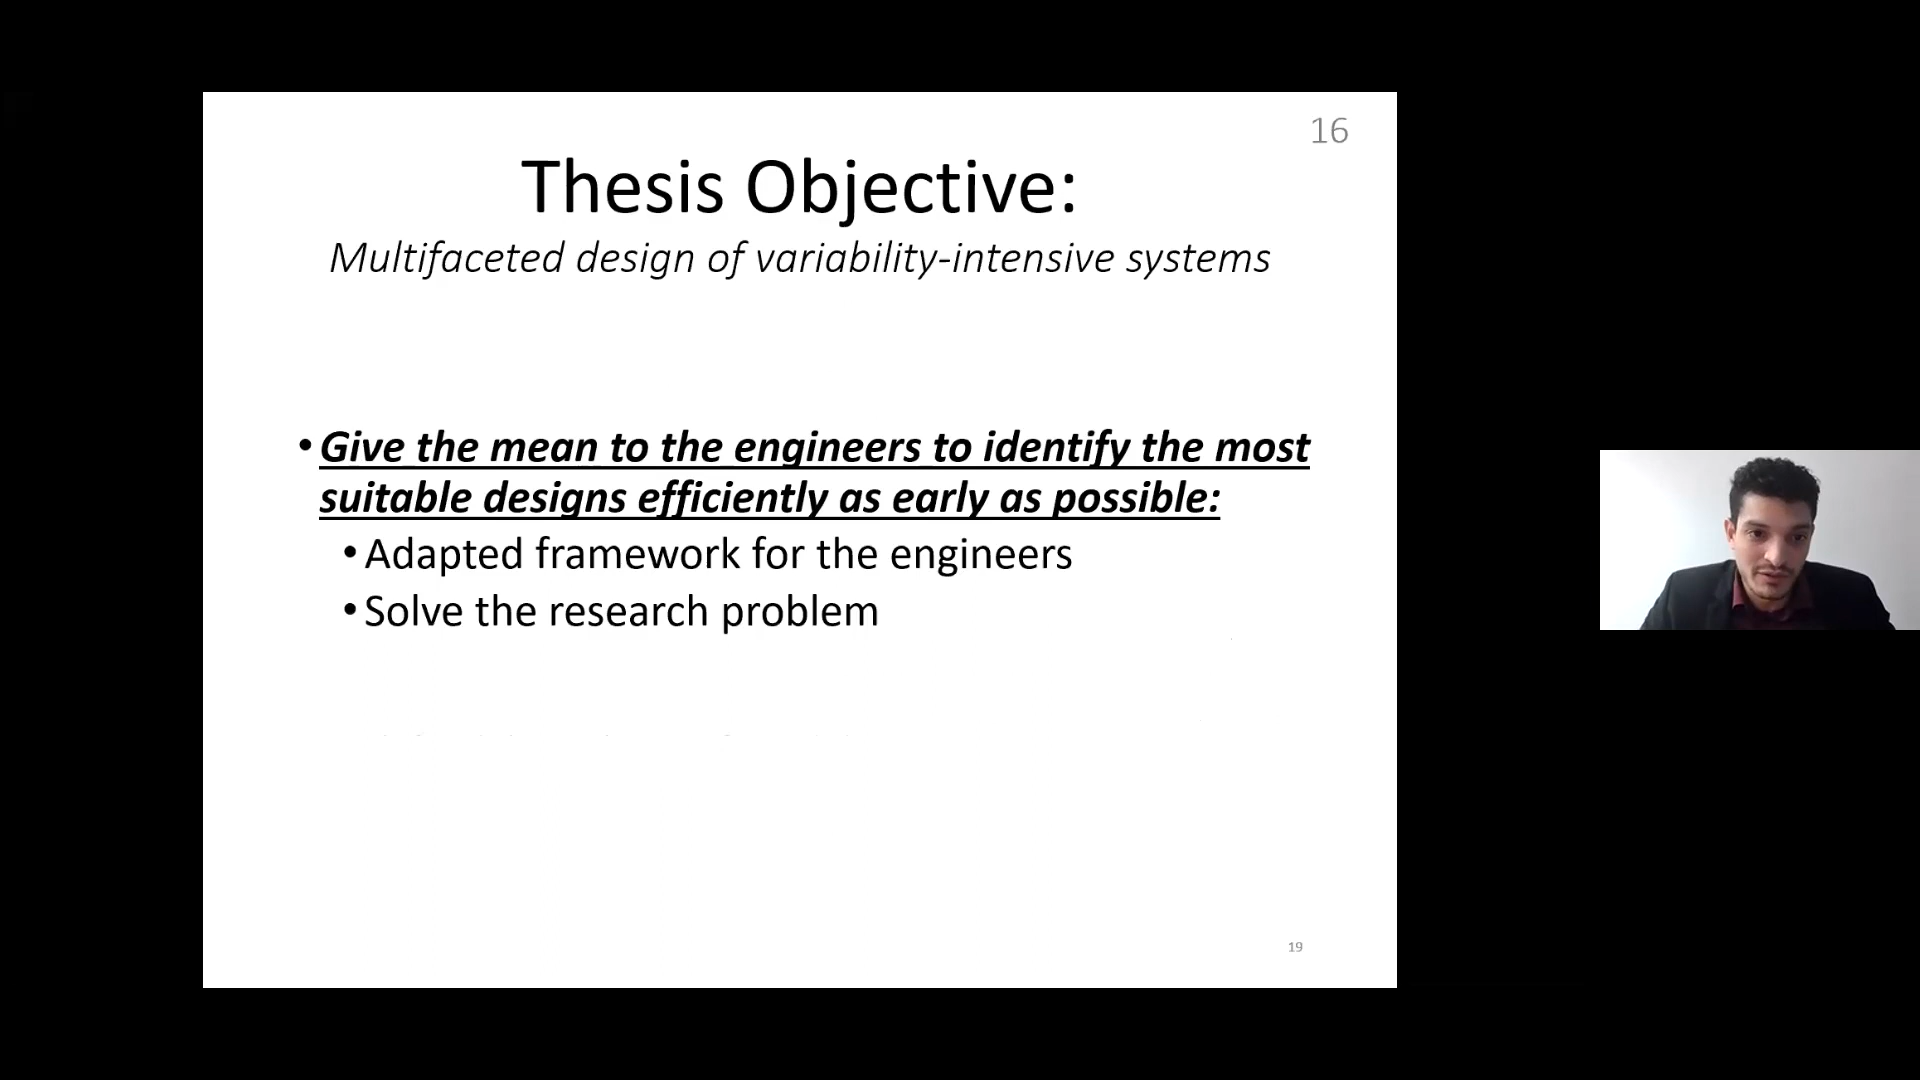 16
Thesis Objective:
Multifaceted design of variability-intensive systems
• Give the mean to the engineers to identify the most
suitable designs efficiently as early as possible:
• Adapted framework for the engineers
• Solve the research problem
19